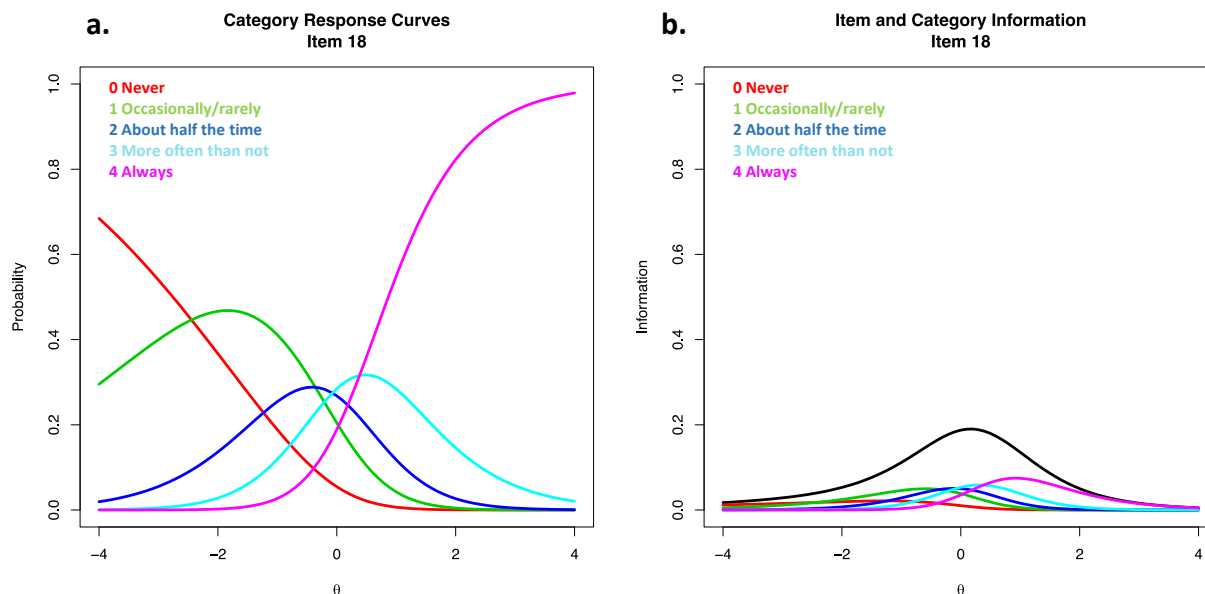 a.
Category Response Curves
Item 18
0 Never
1 Occasionally/rarely
2 About half the time
3 More often than not
4 Always
Probability
1.0
0.8
0.6
0.4
0.2
0.0
−4
−2
0
2
4
θ
b.
Item and Category Information
Item 18
0 Never
1 Occasionally/rarely
2 About half the time
3 More often than not
4 Always
Information
1.0
0.8
0.6
0.4
0.2
0.0
−4
−2
0
2
4
θ